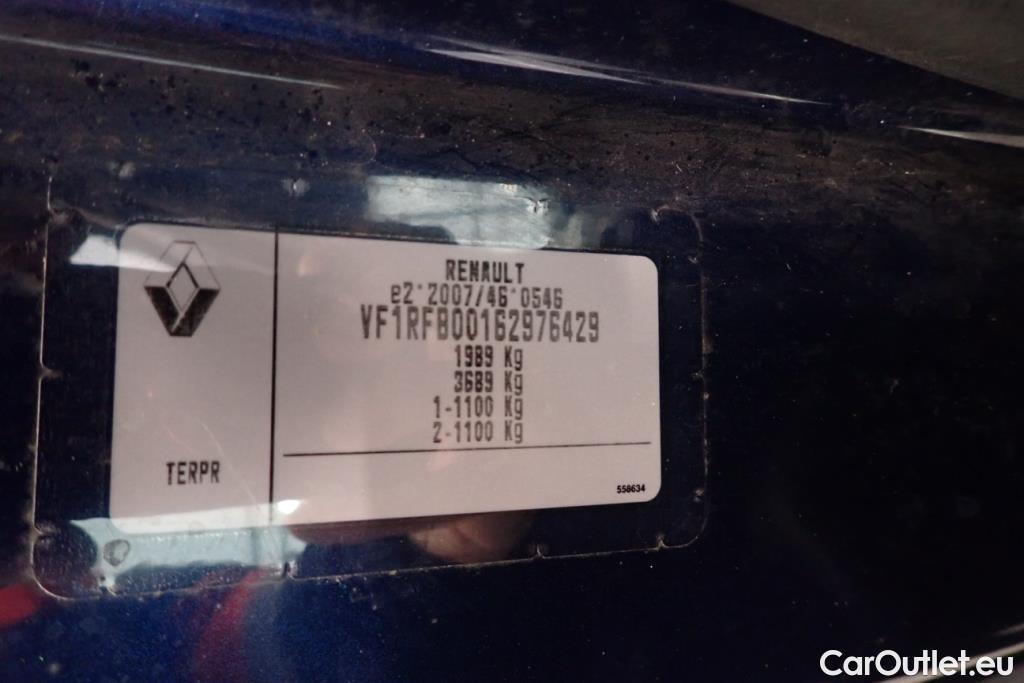 RENAULT
e2*2007/46*0546
VF1RFB00162976429
1989 Kg
3689 Kg
1-1100 Kg
2-1100 Kg
TERPR
558634
CarOutlet.eu